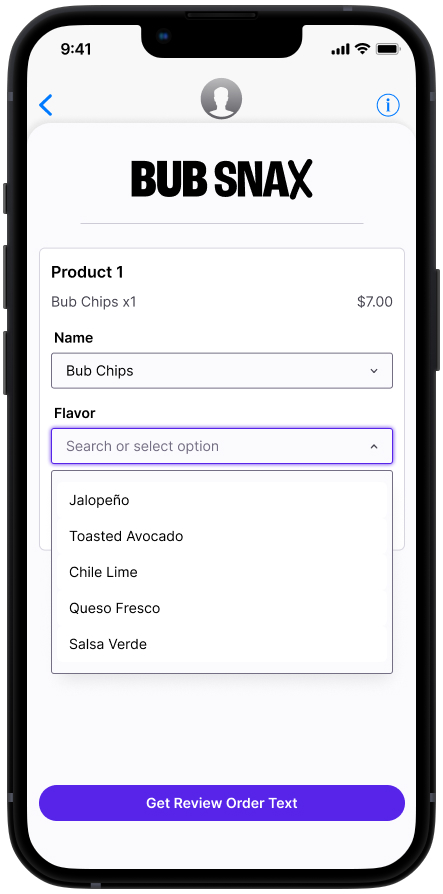 9:41
BUB SNAX
Product 1
Bub Chips x1 $7.00
Name
Bub Chips
Flavor
Search or select option
Jalopeño
Toasted Avocado
Chile Lime
Queso Fresco
Salsa Verde
Get Review Order Text